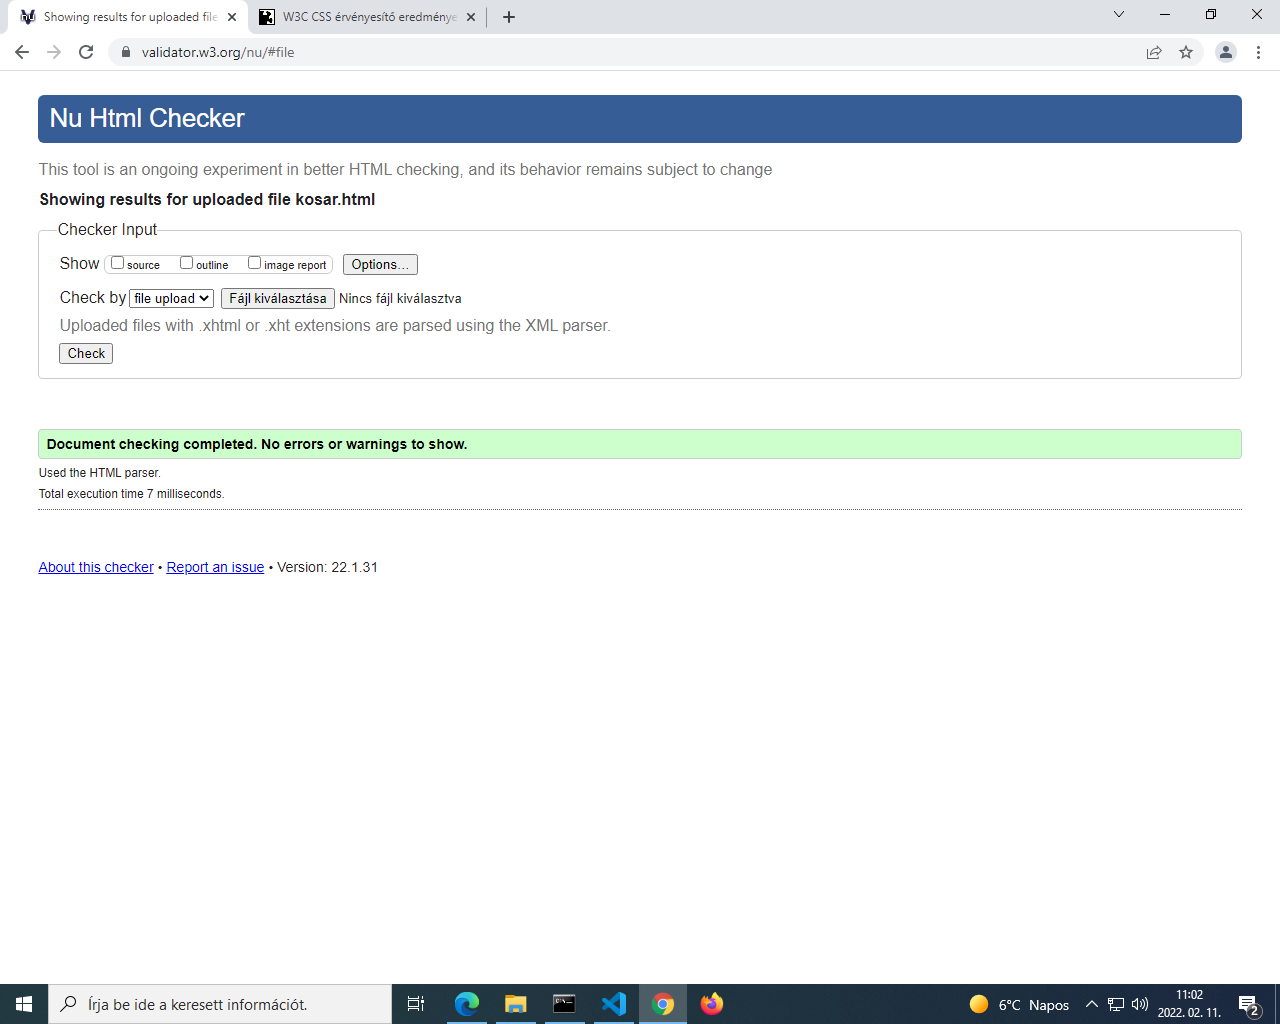 Showing results for uploaded file
W3C CSS érvényesítő eredménye
validator.w3.org/nu/#file
Nu Html Checker
This tool is an ongoing experiment in better HTML checking, and its behavior remains subject to change
Showing results for uploaded file kosar.html
Checker Input
Show source outline image report Options...
Check by file upload Fájl kiválasztása Nincs fájl kiválasztva
Uploaded files with .xhtml or .xht extensions are parsed using the XML parser.
Check
Document checking completed. No errors or warnings to show.
Used the HTML parser.
Total execution time 7 milliseconds.
About this checker • Report an issue • Version: 22.1.31
Írja be ide a keresett információt.
6°C Napos
11:02
2022. 02. 11.
2